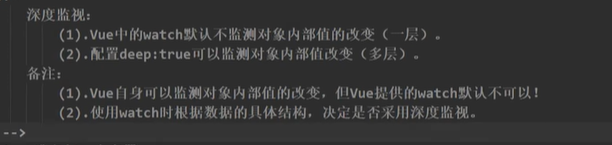 深度监视:
(1).Vue中的watch默认不监测对象内部值的改变（一层）。
(2).配置deep:true可以监测对象内部值改变（多层）。
备注:
(1).Vue自身可以监测对象内部值的改变，但Vue提供的watch默认不可以!
(2).使用watch时根据数据的具体结构，决定是否采用深度监视。
-->